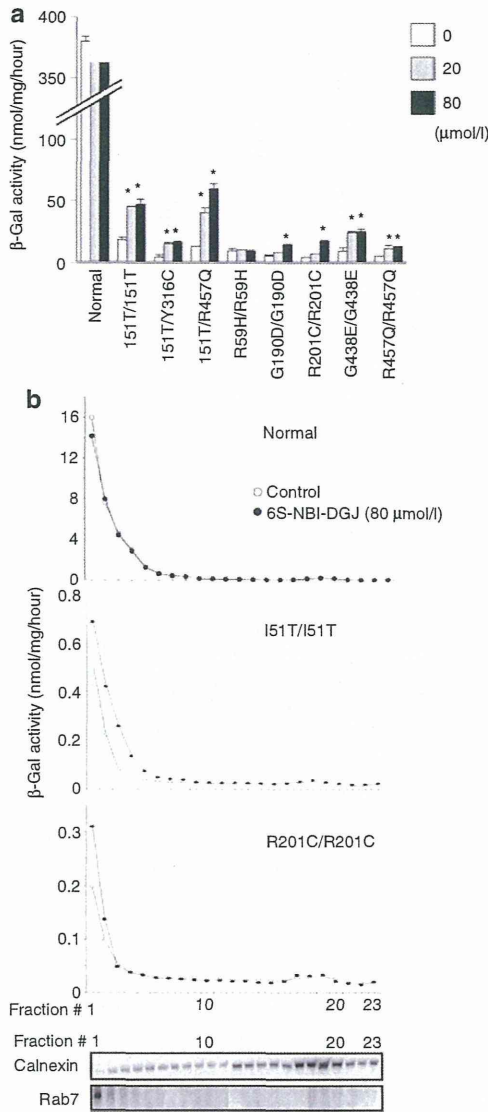 a
400
350
100
50
0
β-Gal activity (nmol/mg/hour)
0
20
80
(μmol/l)
* * * * * * * * * * * *
Normal
151T/151T
151T/Y316C
151T/R457Q
R59H/R59H
G190D/G190D
R201C/R201C
G438E/G438E
R457Q/R457Q
b
16
12
8
4
0
Normal
Control
6S-NBI-DGJ (80 μmol/l)
β-Gal activity (nmol/mg/hour)
0.8
0.6
0.4
0.2
0
I51T/I51T
0.3
0.2
0.1
0
R201C/R201C
Fraction # 1 10 20 23
Fraction # 1 10 20 23
Calnexin
Rab7